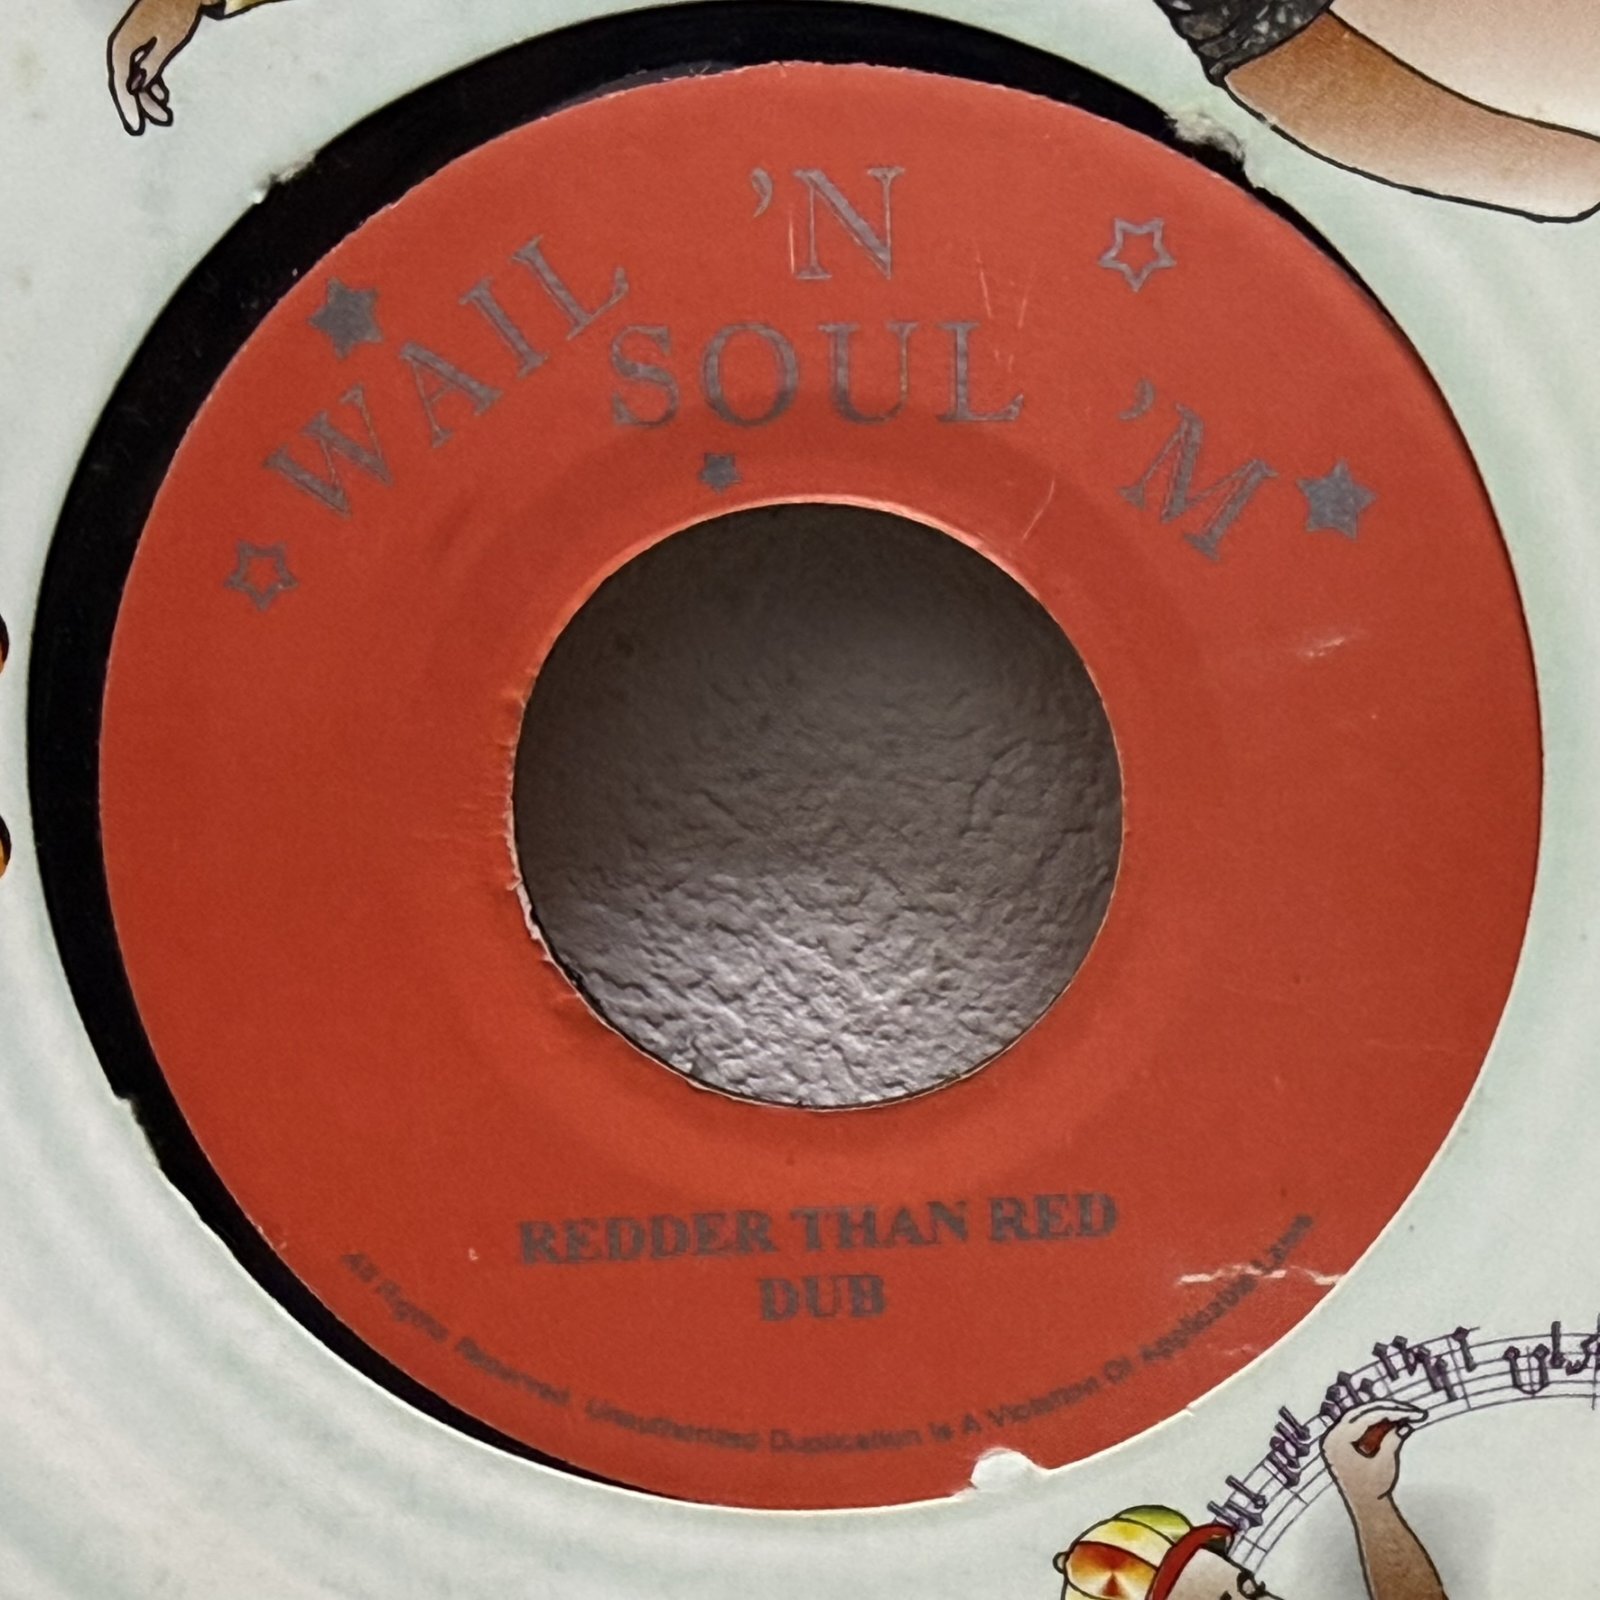 WAIL 'N SOUL 'M
REDDER THAN RED
DUB
All Rights Reserved. Unauthorized Duplication Is A Violation Of Applicable Laws